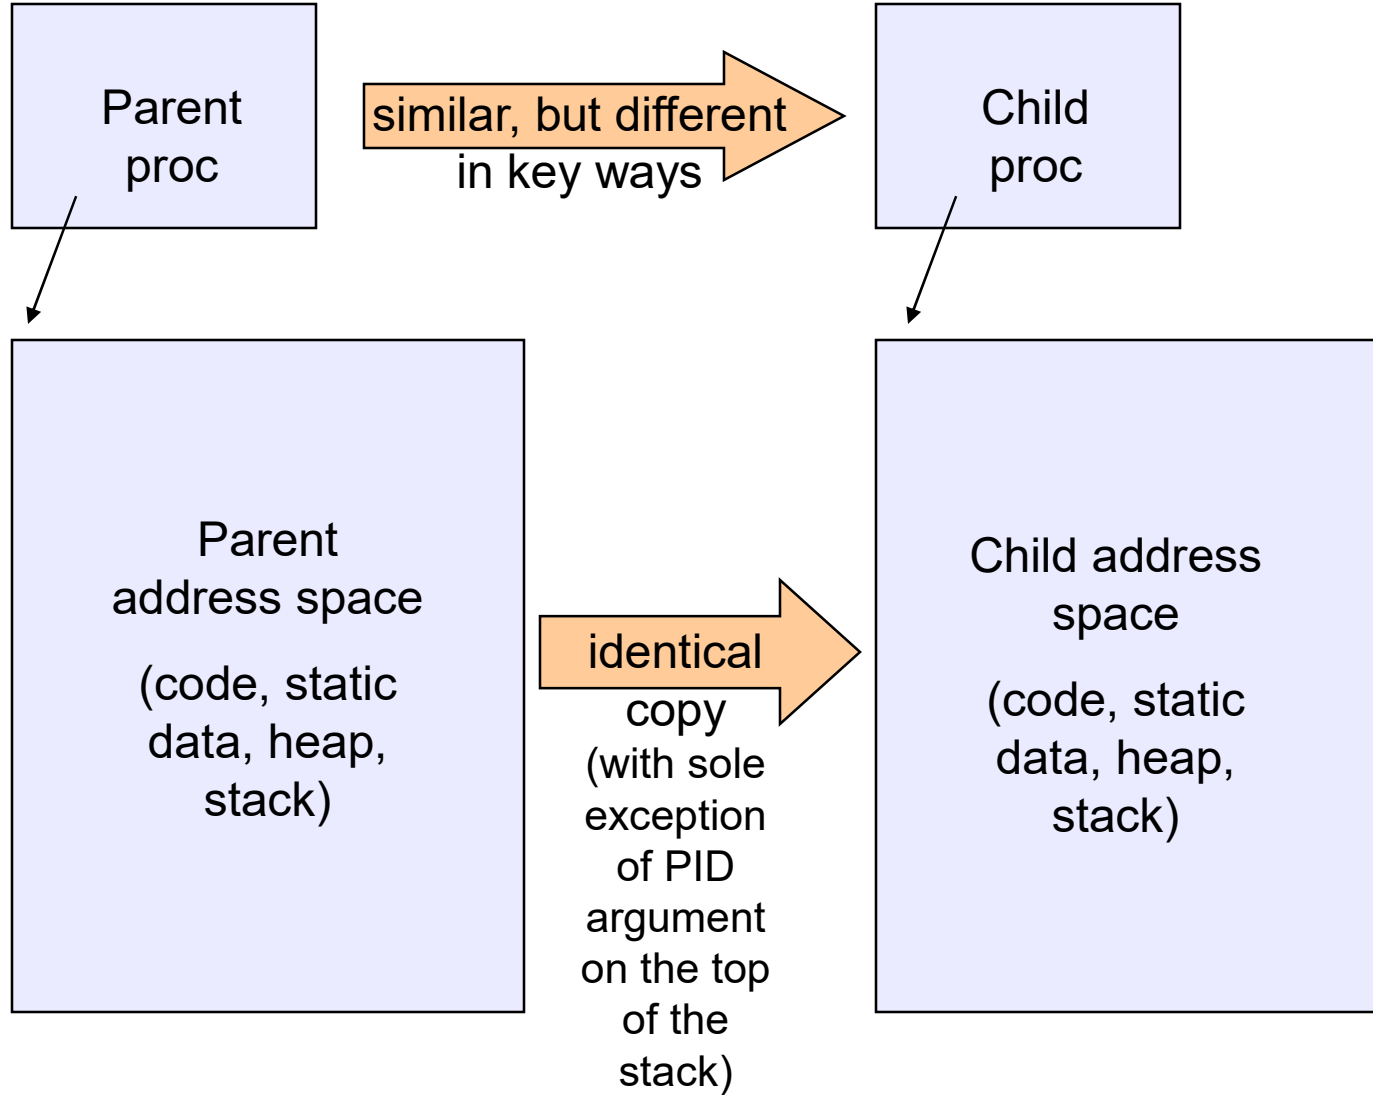 Parent
proc
similar, but different
in key ways
Child
proc
Parent
address space
(code, static
data, heap,
stack)
identical
copy
(with sole
exception
of PID
argument
on the top
of the
stack)
Child address
space
(code, static
data, heap,
stack)